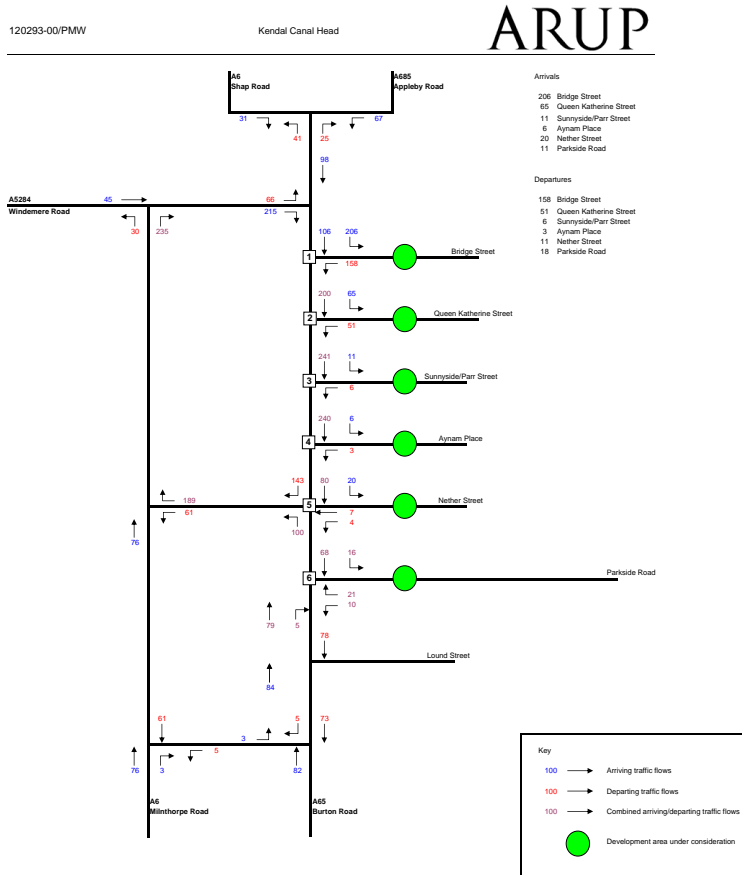 120293-00/PMW
Kendal Canal Head
ARUP
A6
Shap Road
A685
Appleby Road
Arrivals
206 Bridge Street
65 Queen Katherine Street
11 Sunnyside/Parr Street
6 Aynam Place
20 Nether Street
11 Parkside Road
Departures
158 Bridge Street
51 Queen Katherine Street
6 Sunnyside/Parr Street
3 Aynam Place
11 Nether Street
18 Parkside Road
31 67
41 25
98
A5284 45 66
Windemere Road 215
30 235
106 206
1 Bridge Street
158
200 65
2 Queen Katherine Street
51
241 11
3 Sunnyside/Parr Street
6
240 6
4 Aynam Place
3
143 80 20
189 5 Nether Street
61 7
4
100
76
68 16
6 Parkside Road
21
10
79 5
78
Lound Street
84
61 5 73
3
5
76 3 82
A6
Milnthorpe Road
A65
Burton Road
Key
100 Arriving traffic flows
100 Departing traffic flows
100 Combined arriving/departing traffic flows
Development area under consideration